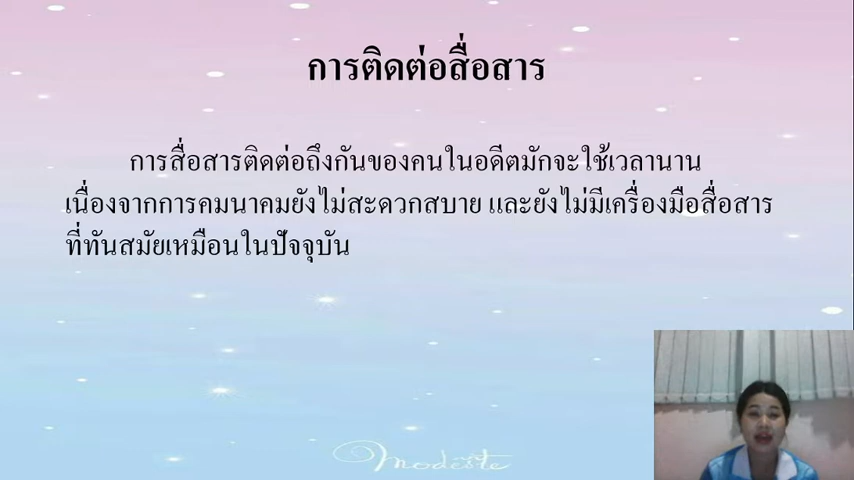 การติดต่อสื่อสาร
การสื่อสารติดต่อถึงกันของคนในอดีตมักจะใช้เวลานาน
เนื่องจากการคมนาคมยังไม่สะดวกสบาย และยังไม่มีเครื่องมือสื่อสาร
ที่ทันสมัยเหมือนในปัจจุบัน
modeste